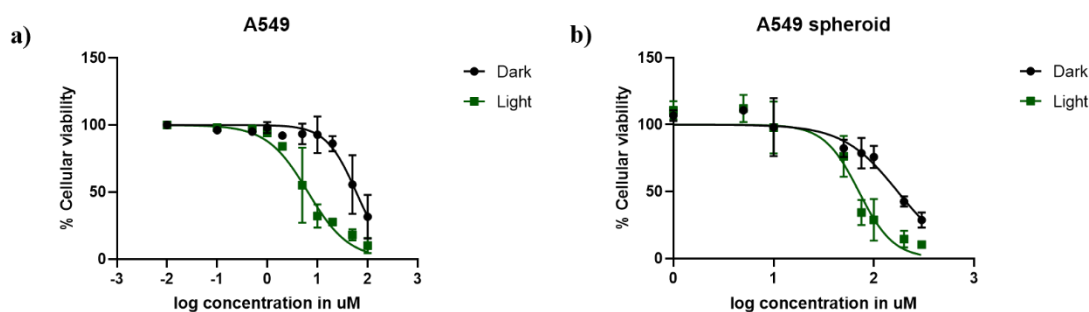 a)
A549
150
100
50
0
% Cellular viability
-3
-2
-1
0
1
2
3
log concentration in uM
Dark
Light
b)
A549 spheroid
150
100
50
0
% Cellular viability
0
1
2
3
log concentration in uM
Dark
Light